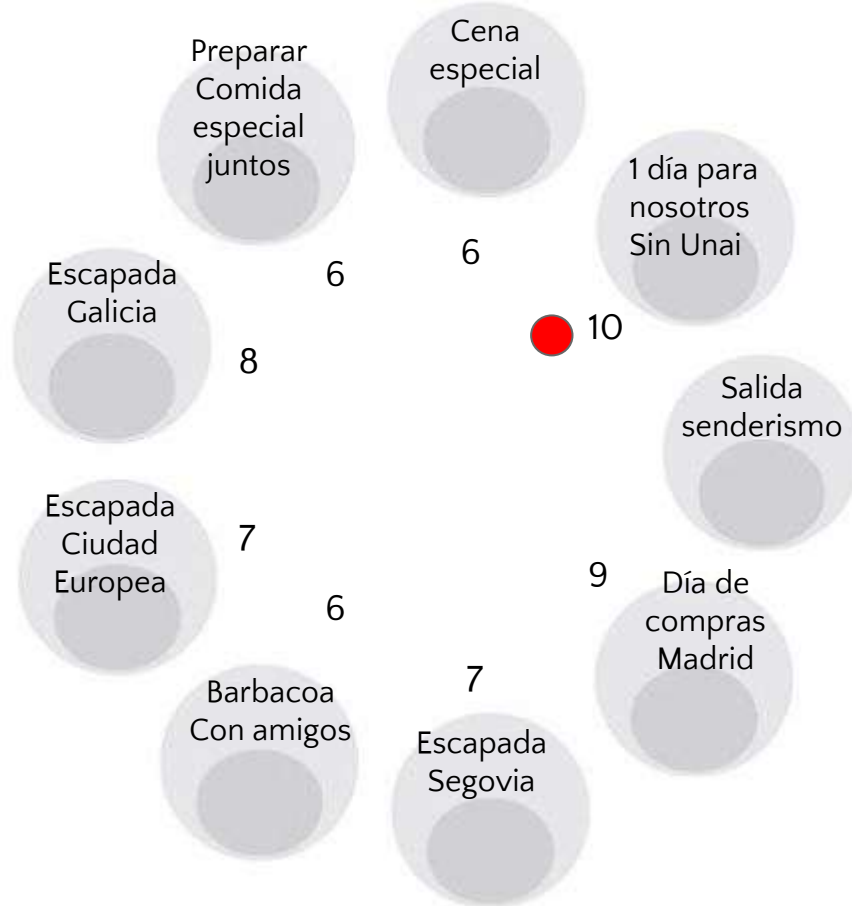 Cena
especial
Preparar
Comida
especial
juntos
1 día para
nosotros
Sin Unai
6
6
Escapada
Galicia
10
8
Salida
senderismo
Escapada
Ciudad
Europea
7
9
Día de
compras
Madrid
6
7
Barbacoa
Con amigos
Escapada
Segovia